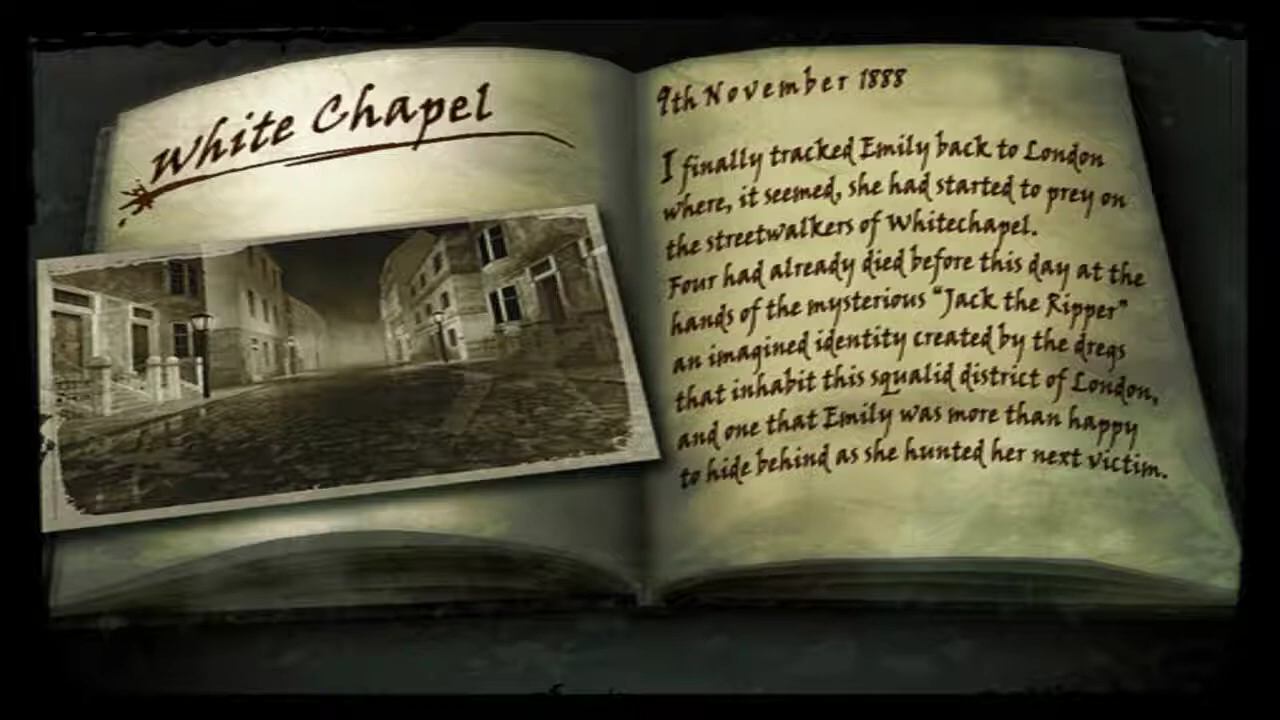 White Chapel
9th November 1888
I finally tracked Emily back to London
where, it seemed, she had started to prey on
the streetwalkers of Whitechapel.
Four had already died before this day at the
hands of the mysterious "Jack the Ripper"
an imagined identity created by the dregs
that inhabit this squalid district of London,
and one that Emily was more than happy
to hide behind as she hunted her next victim.